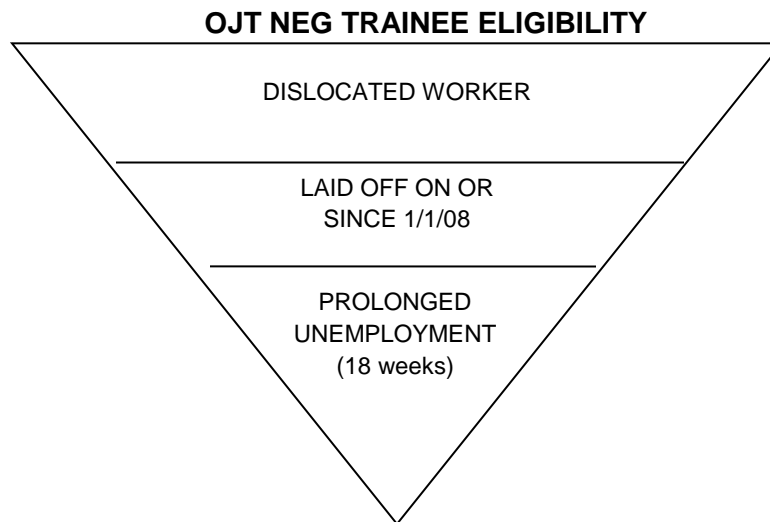 OJT NEG TRAINEE ELIGIBILITY
DISLOCATED WORKER
LAID OFF ON OR
SINCE 1/1/08
PROLONGED
UNEMPLOYMENT
(18 weeks)